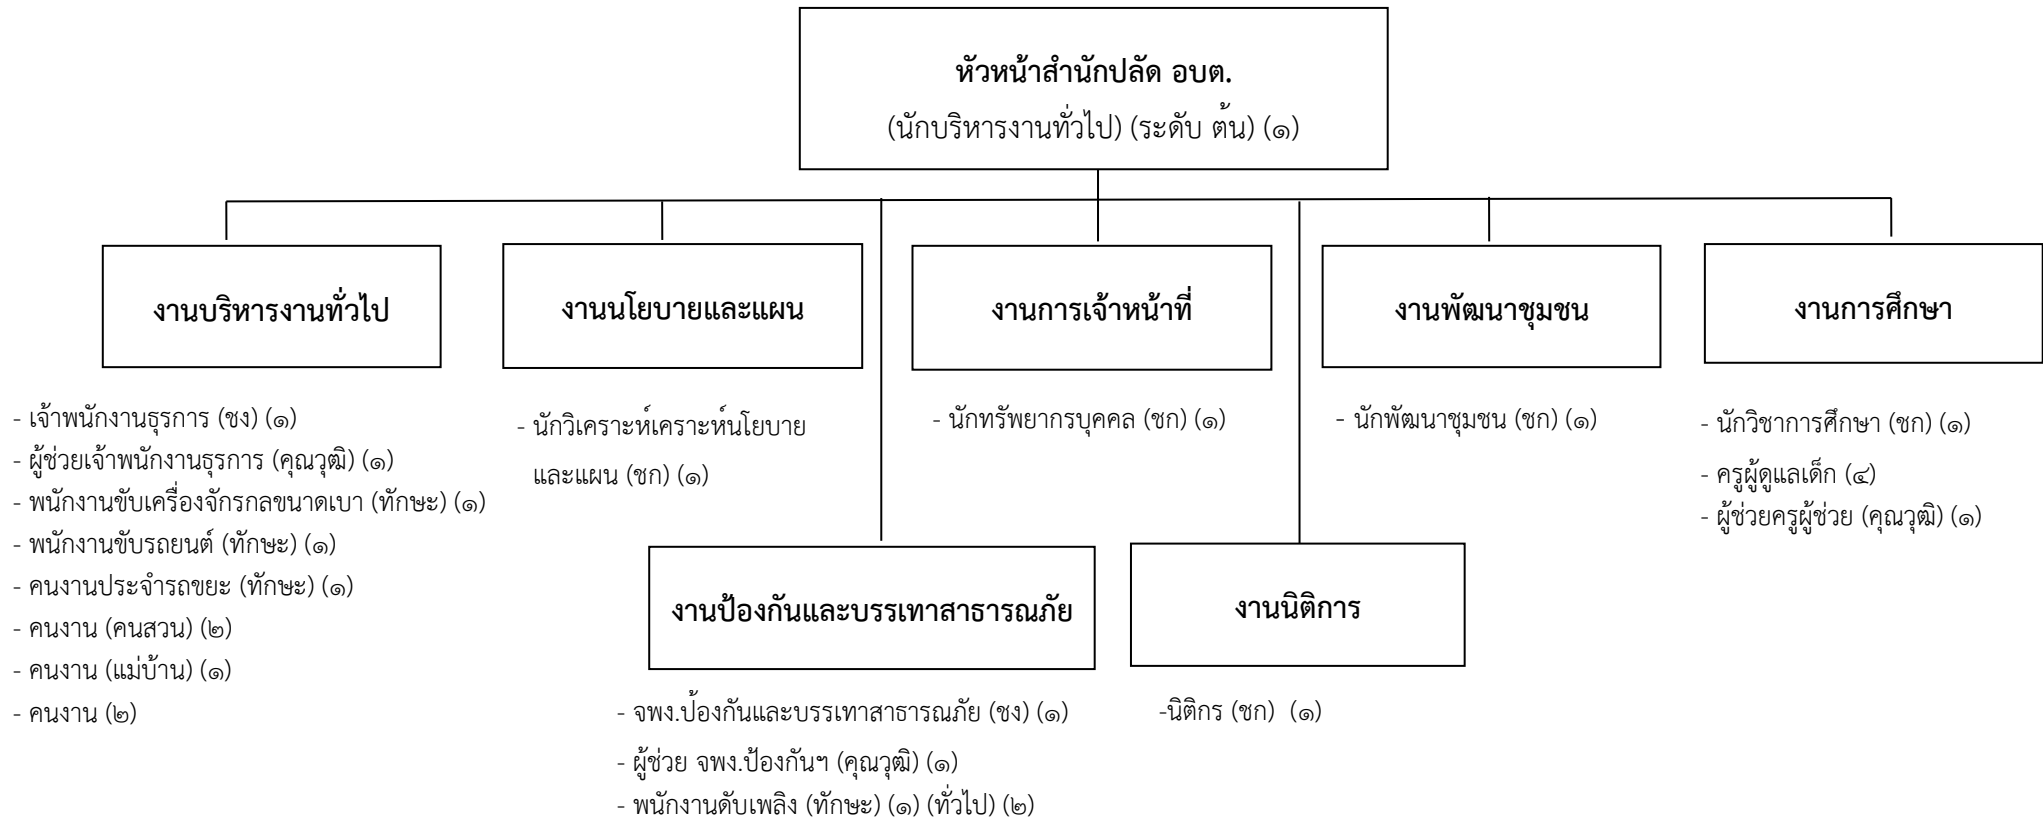 หัวหน้าสำนักปลัด อบต.
(นักบริหารงานทั่วไป) (ระดับ ต้น) (๑)
งานบริหารงานทั่วไป
- เจ้าพนักงานธุรการ (ชง) (๑)
- ผู้ช่วยเจ้าพนักงานธุรการ (คุณวุฒิ) (๑)
- พนักงานขับเครื่องจักรกลขนาดเบา (ทักษะ) (๑)
- พนักงานขับรถยนต์ (ทักษะ) (๑)
- คนงานประจำรถขยะ (ทักษะ) (๑)
- คนงาน (คนสวน) (๒)
- คนงาน (แม่บ้าน) (๑)
- คนงาน (๒)
งานนโยบายและแผน
- นักวิเคราะห์เคราะห์นโยบาย
และแผน (ชก) (๑)
งานการเจ้าหน้าที่
- นักทรัพยากรบุคคล (ชก) (๑)
งานพัฒนาชุมชน
- นักพัฒนาชุมชน (ชก) (๑)
งานการศึกษา
- นักวิชาการศึกษา (ชก) (๑)
- ครูผู้ดูแลเด็ก (๔)
- ผู้ช่วยครูผู้ช่วย (คุณวุฒิ) (๑)
งานป้องกันและบรรเทาสาธารณภัย
- จพง.ป้องกันและบรรเทาสาธารณภัย (ชง) (๑)
- ผู้ช่วย จพง.ป้องกันฯ (คุณวุฒิ) (๑)
- พนักงานดับเพลิง (ทักษะ) (๑) (ทั่วไป) (๒)
งานนิติการ
-นิติกร (ชก) (๑)